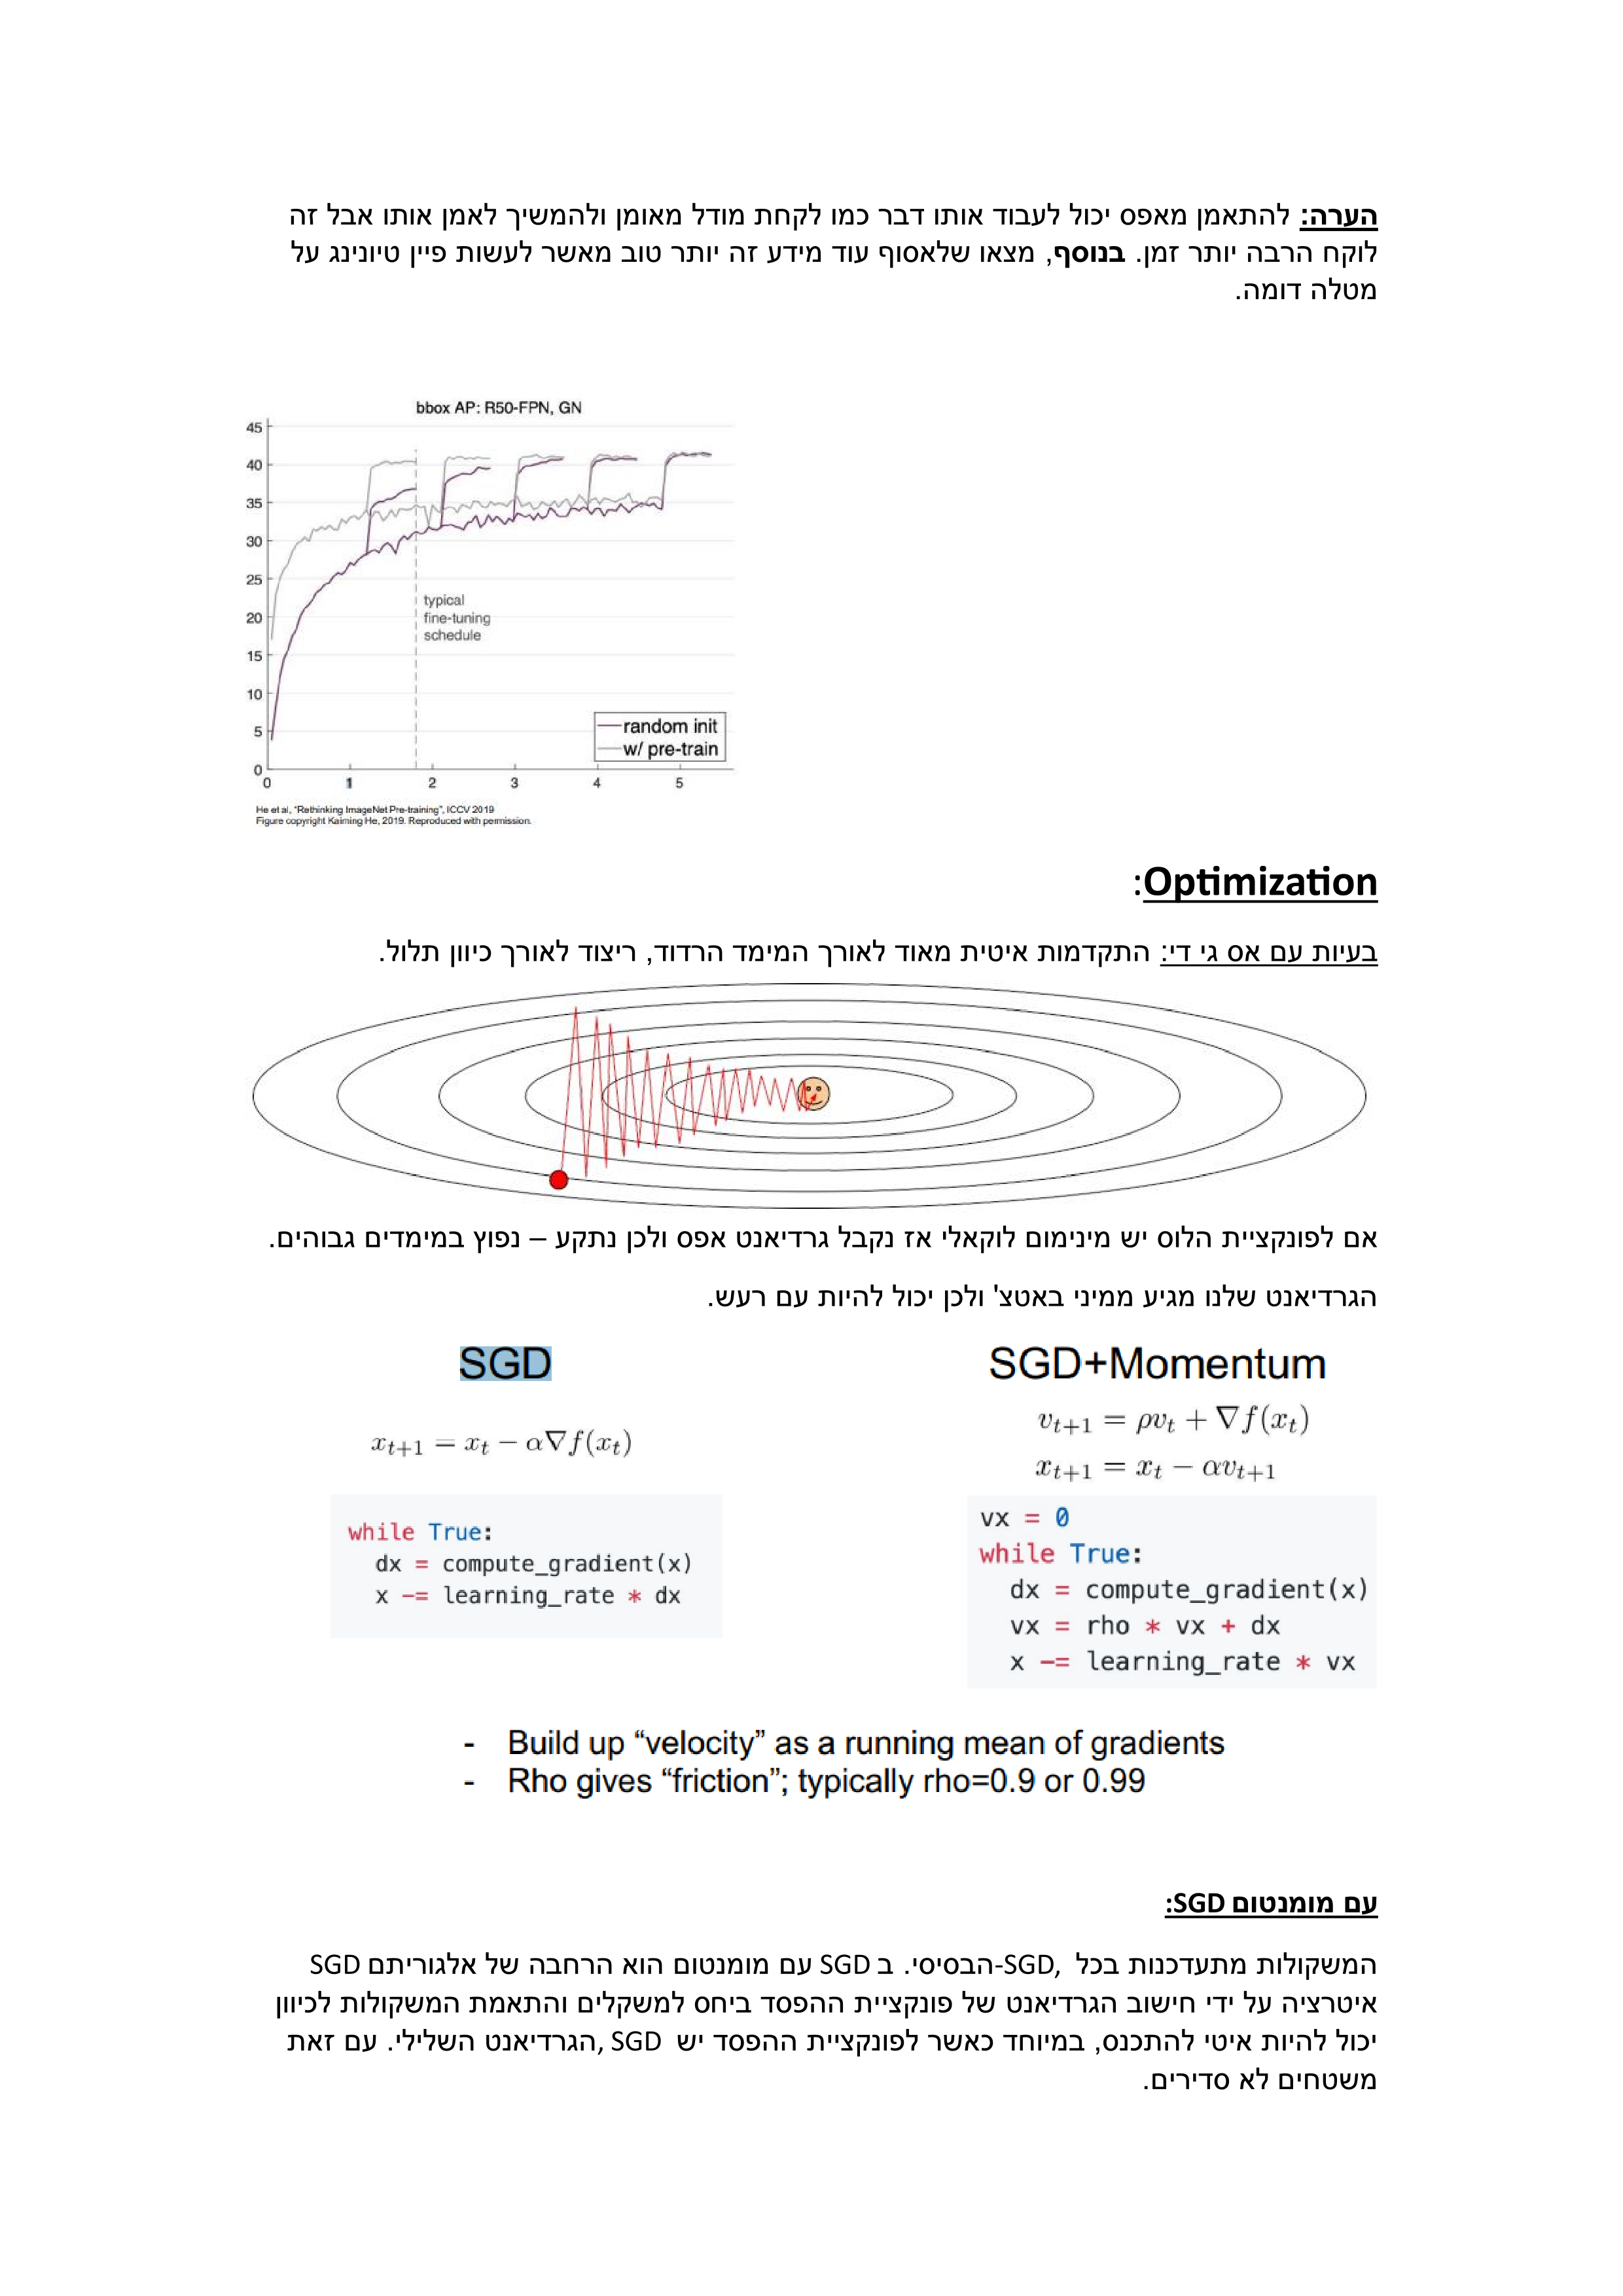 הערה: להתאמן מאפס יכול לעבוד אותו דבר כמו לקחת מודל מאומן ולהמשיך לאמן אותו אבל זה
לוקח הרבה יותר זמן. בנוסף, מצאו שלאסוף עוד מידע זה יותר טוב מאשר לעשות פיין טיונינג על
מטלה דומה.
bbox AP: R50-FPN, GN
45
40
35
30
25
20
15
10
5
0
typical
fine-tuning
schedule
random init
w/ pre-train
0 1 2 3 4 5
He et al, "Rethinking ImageNet Pre-training", ICCV 2019
Figure copyright Kaiming He, 2019. Reproduced with permission.
Optimization:
בעיות עם אס גי די: התקדמות איטית מאוד לאורך המימד הרדוד, ריצוד לאורך כיוון תלול.
אם לפונקציית הלוס יש מינימום לוקאלי אז נקבל גרדיאנט אפס ולכן נתקע – נפוץ במימדים גבוהים.
הגרדיאנט שלנו מגיע ממיני באטצ' ולכן יכול להיות עם רעש.
SGD
x_{t+1} = x_t − α∇f(x_t)
while True:
  dx = compute_gradient(x)
  x -= learning_rate * dx
SGD+Momentum
v_{t+1} = ρv_t + ∇f(x_t)
x_{t+1} = x_t − αv_{t+1}
vx = 0
while True:
  dx = compute_gradient(x)
  vx = rho * vx + dx
  x -= learning_rate * vx
- Build up “velocity” as a running mean of gradients
- Rho gives “friction”; typically rho=0.9 or 0.99
עם מומנטום SGD:
המשקולות מתעדכנות בכל ,SGD-הבסיסי. ב SGD עם מומנטום הוא הרחבה של אלגוריתם SGD
איטרציה על ידי חישוב הגרדיאנט של פונקציית ההפסד ביחס למשקלים והתאמת המשקולות לכיוון
יכול להיות איטי להתכנס, במיוחד כאשר לפונקציית ההפסד יש SGD ,הגרדיאנט השלילי. עם זאת
משטחים לא סדירים.